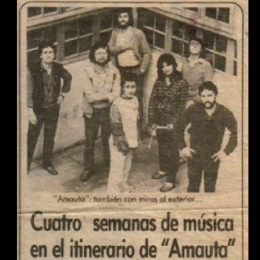 "Amauta": también con miras al exterior...
Cuatro semanas de música
en el itinerario de "Amauta"